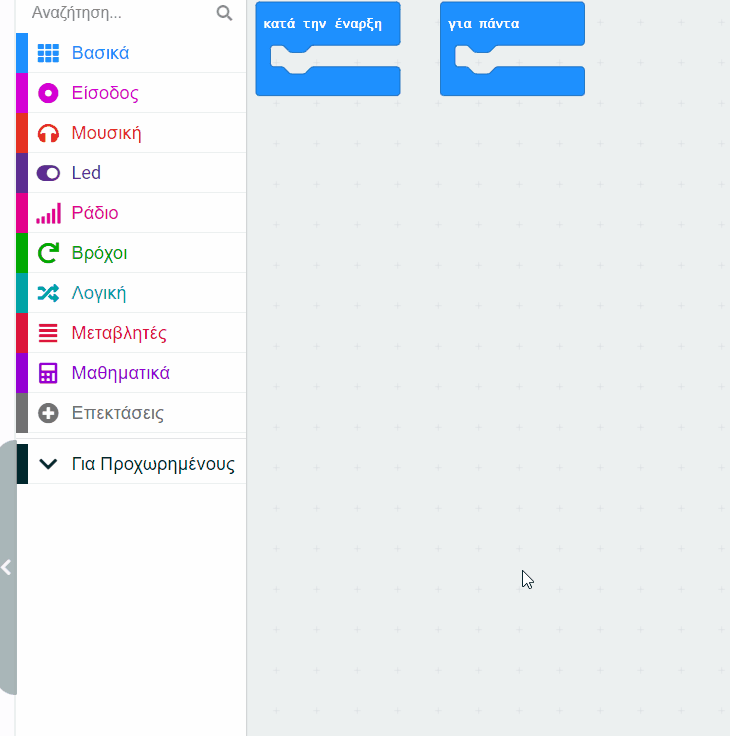 Αναζήτηση...
κατά την έναρξη
για πάντα
Βασικά
Είσοδος
Μουσική
Led
Ράδιο
Βρόχοι
Λογική
Μεταβλητές
Μαθηματικά
Επεκτάσεις
Για Προχωρημένους